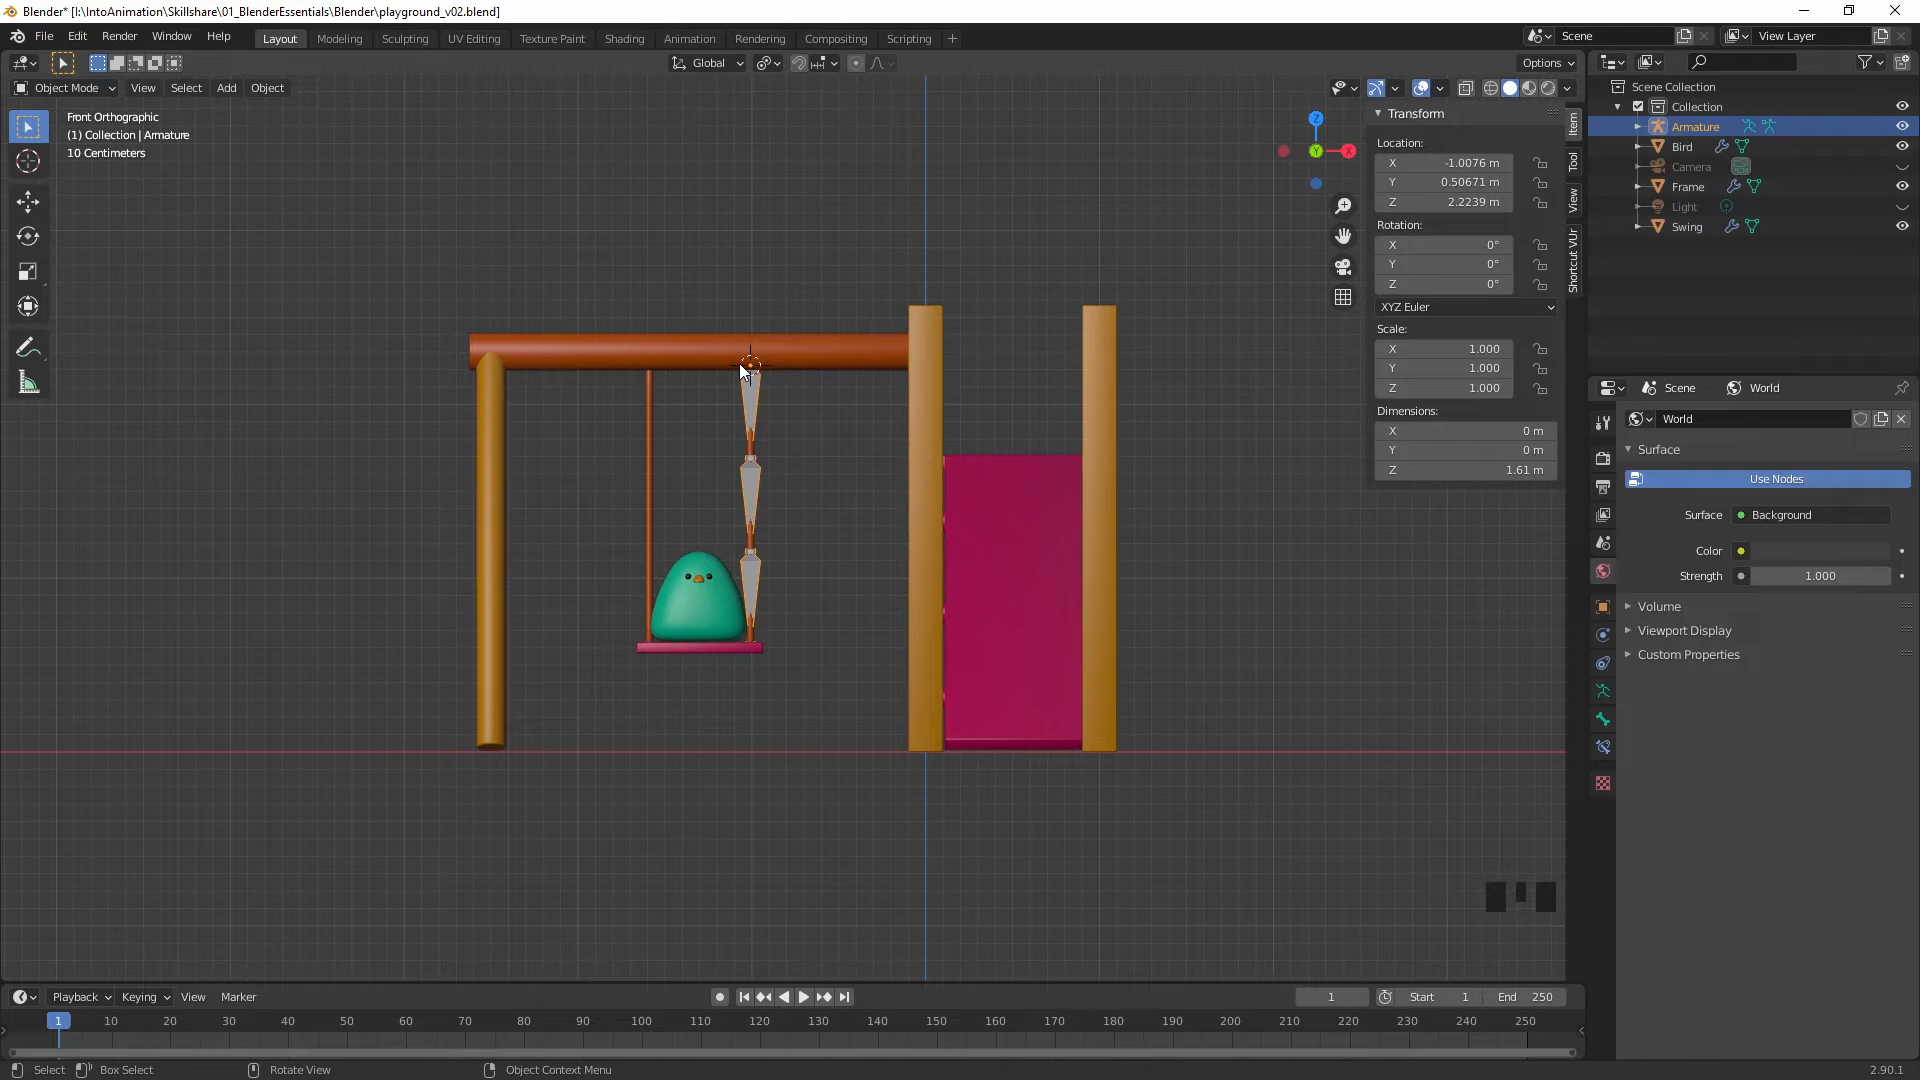 Blender* [I:\IntoAnimation\Skillshare\01_BlenderEssentials\Blender\playground_v02.blend]
File Edit Render Window Help Layout Modeling Sculpting UV Editing Texture Paint Shading Animation Rendering Compositing Scripting + Scene View Layer
Global Options
Object Mode View Select Add Object
Front Orthographic
(1) Collection | Armature
10 Centimeters
Transform
Location:
X -1.0076 m
Y 0.50671 m
Z 2.2239 m
Rotation:
X 0°
Y 0°
Z 0°
XYZ Euler
Scale:
X 1.000
Y 1.000
Z 1.000
Dimensions:
X 0 m
Y 0 m
Z 1.61 m
Item
Tool
View
Shortcut VUr
Z
Y
X
Scene Collection
Collection
Armature
Bird
Camera
Frame
Light
Swing
Scene World
World
Surface
Use Nodes
Surface Background
Color
Strength 1.000
Volume
Viewport Display
Custom Properties
Playback Keying View Marker 1 Start 1 End 250
1 10 20 30 40 50 60 70 80 90 100 110 120 130 140 150 160 170 180 190 200 210 220 230 240 250
Select Box Select Rotate View Object Context Menu 2.90.1